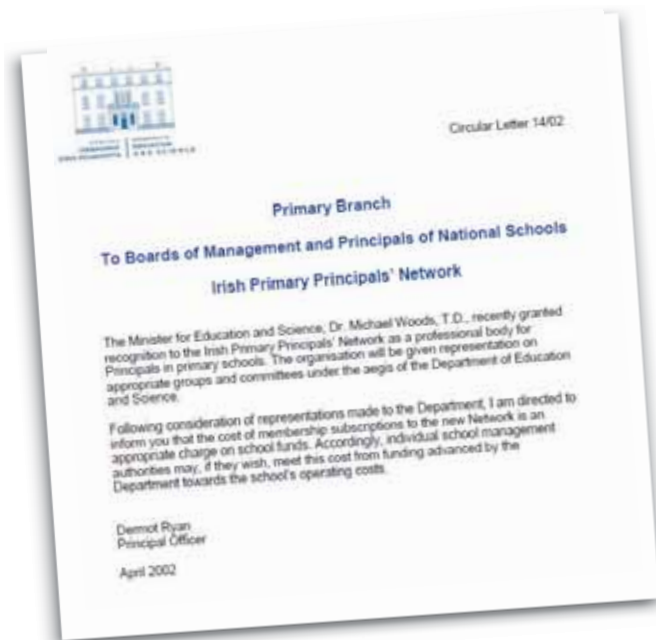 Circular Letter 14/02
Primary Branch
To Boards of Management and Principals of National Schools
Irish Primary Principals' Network
The Minister for Education and Science, Dr. Michael Woods, T.D., recently granted
recognition to the Irish Primary Principals' Network as a professional body for
Principals in primary schools. The organisation will be given representation on
appropriate groups and committees under the aegis of the Department of Education
and Science.
Following consideration of representations made to the Department, I am directed to
inform you that the cost of membership subscriptions to the new Network is an
appropriate charge on school funds. Accordingly, individual school management
authorities may, if they wish, meet this cost from funding advanced by the
Department towards the school's operating costs.
Dermot Ryan
Principal Officer
April 2002